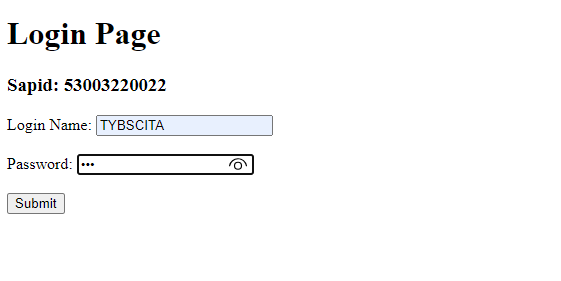 Login Page
Sapid: 53003220022
Login Name: TYBSCITA
Password: •••
Submit